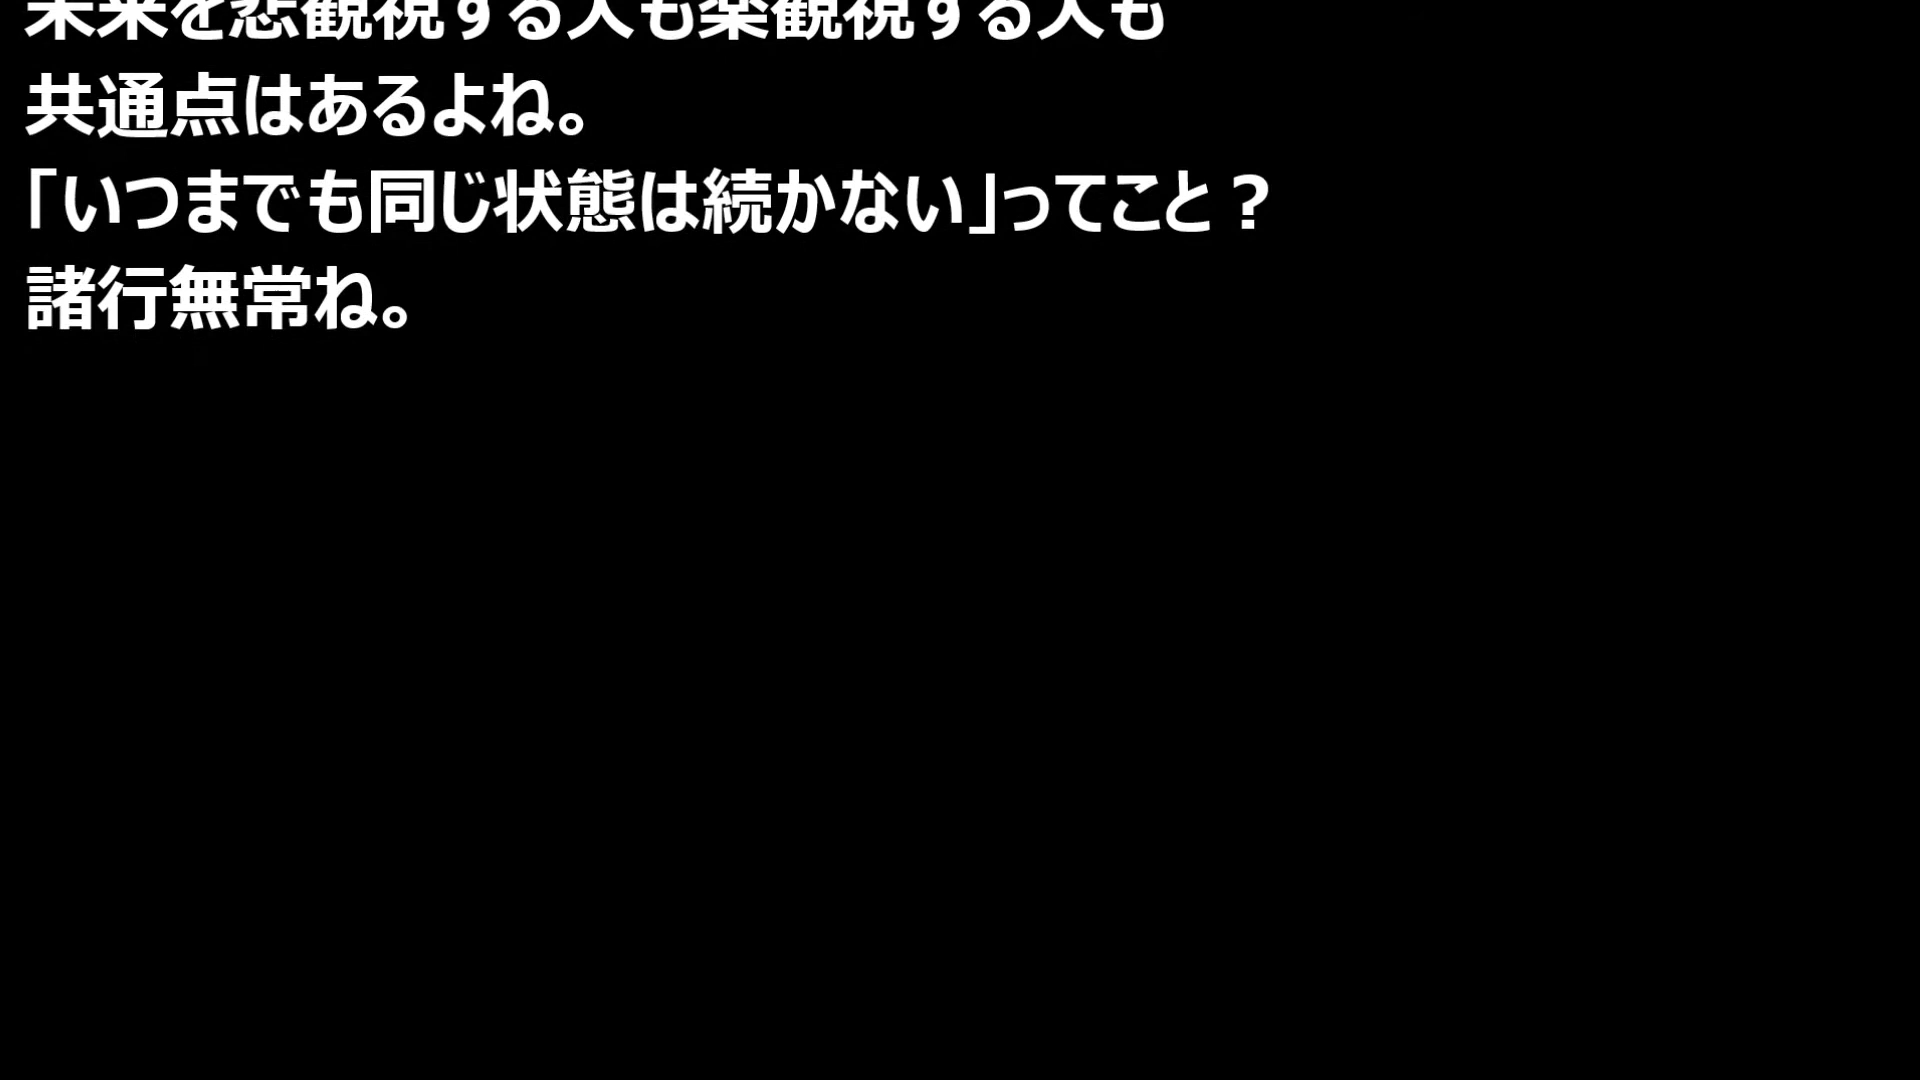 未来を悲観視する人も楽観視する人も
共通点はあるよね。
「いつまでも同じ状態は続かない」ってこと？
諸行無常ね。